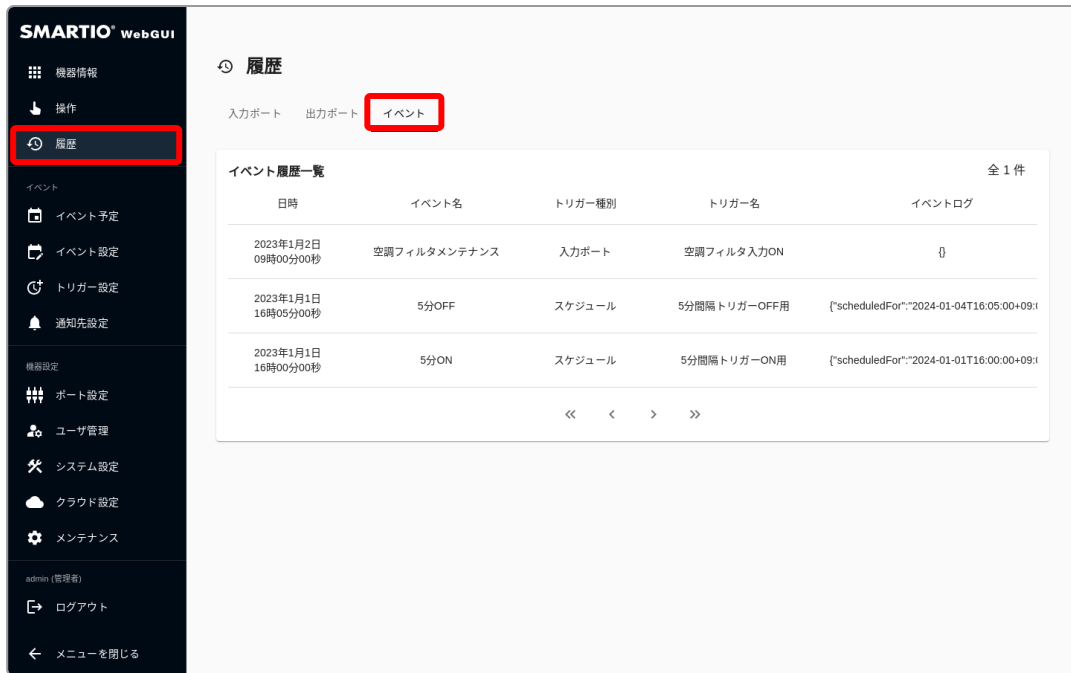 SMARTIO® WebGUI
機器情報
操作
履歴
イベント
イベント予定
イベント設定
トリガー設定
通知先設定
機器設定
ポート設定
ユーザ管理
システム設定
クラウド設定
メンテナンス
admin (管理者)
ログアウト
メニューを閉じる
履歴
入力ポート 出力ポート イベント
イベント履歴一覧 全 1 件
日時 イベント名 トリガー種別 トリガー名 イベントログ
2023年1月2日
09時00分00秒 空調フィルタメンテナンス 入力ポート 空調フィルタ入力ON {}
2023年1月1日
16時05分00秒 5分OFF スケジュール 5分間隔トリガーOFF用 {"scheduledFor":"2024-01-04T16:05:00+09:0
2023年1月1日
16時00分00秒 5分ON スケジュール 5分間隔トリガーON用 {"scheduledFor":"2024-01-01T16:00:00+09:0